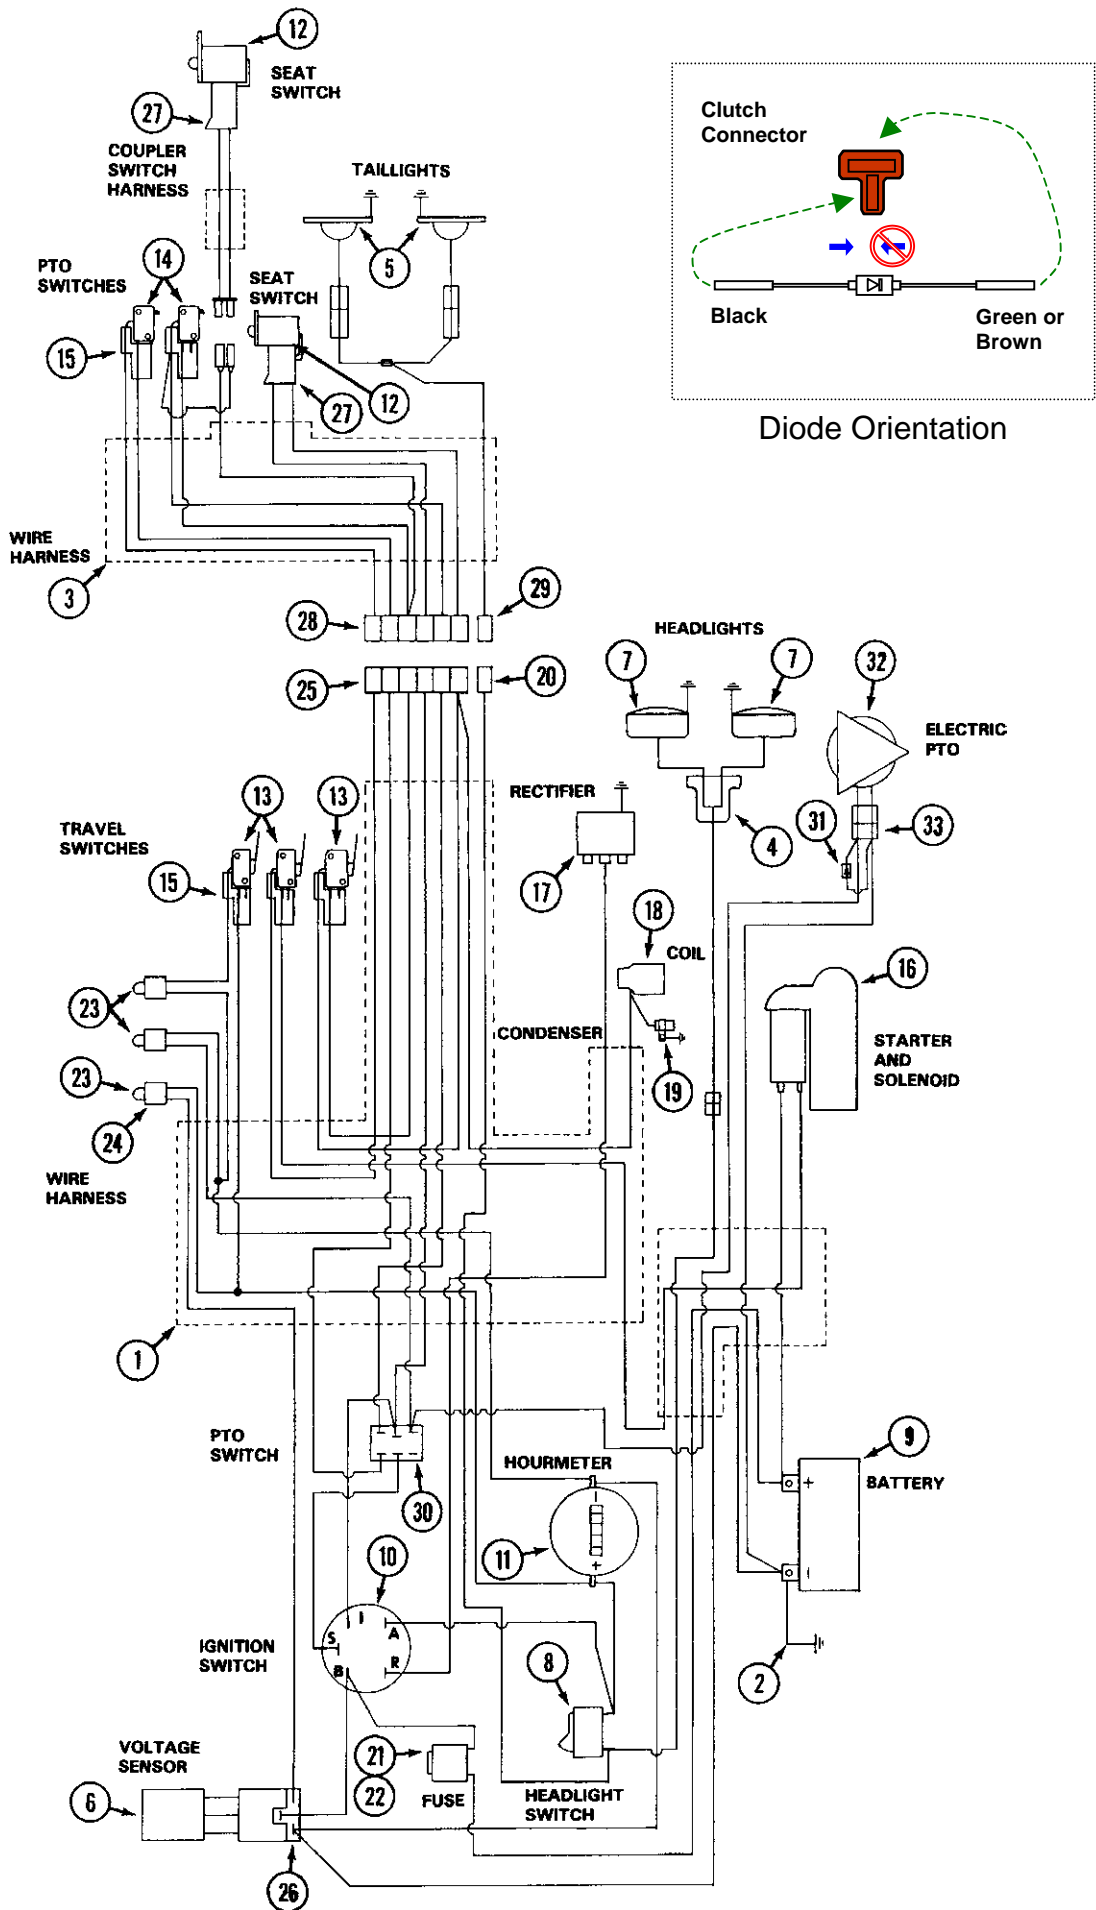 12
SEAT
SWITCH
27
COUPLER
SWITCH
HARNESS
TAILLIGHTS
5
Clutch
Connector
Black
Green or
Brown
Diode Orientation
PTO
SWITCHES
14
SEAT
SWITCH
15
12
27
WIRE
HARNESS
3
28
29
25
20
HEADLIGHTS
7
7
32
ELECTRIC
PTO
31
33
4
RECTIFIER
17
13
13
TRAVEL
SWITCHES
15
18
COIL
CONDENSER
19
16
STARTER
AND
SOLENOID
23
23
24
WIRE
HARNESS
1
PTO
SWITCH
30
HOURMETER
−
+
11
9
BATTERY
+
-
10
I
A
S
B
R
IGNITION
SWITCH
8
HEADLIGHT
SWITCH
2
VOLTAGE
SENSOR
6
21
22
FUSE
26